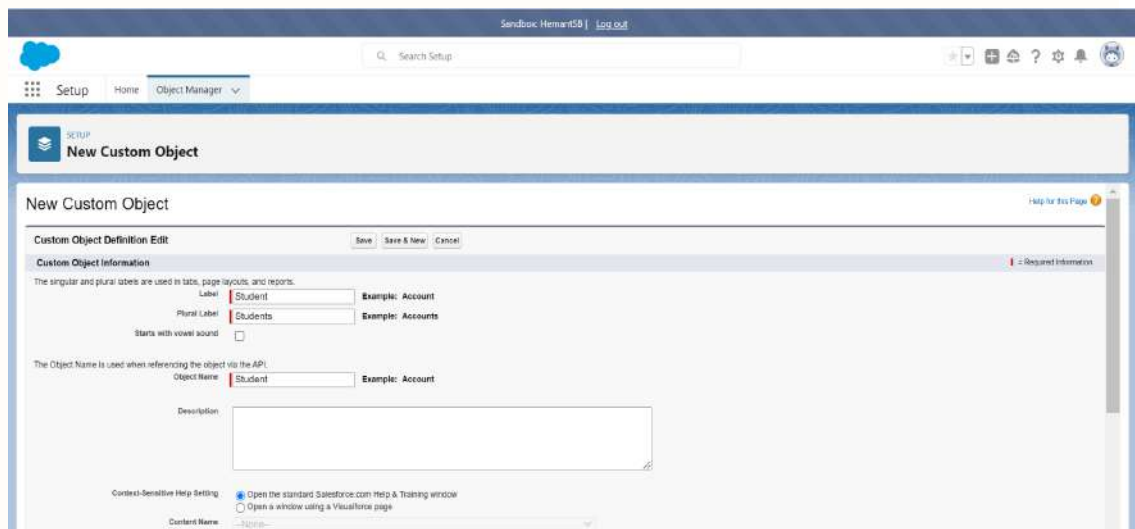 Sandbox: HemantSB | Log out
Search Setup
Setup Home Object Manager
SETUP
New Custom Object
New Custom Object
Help for this Page
Custom Object Definition Edit Save Save & New Cancel
Custom Object Information = Required Information
The singular and plural labels are used in tabs, page layouts, and reports.
Label Student Example: Account
Plural Label Students Example: Accounts
Starts with vowel sound
The Object Name is used when referencing the object via the API.
Object Name Student Example: Account
Description
Context-Sensitive Help Setting Open the standard Salesforce.com Help & Training window
Open a window using a Visualforce page
Content Name --None--